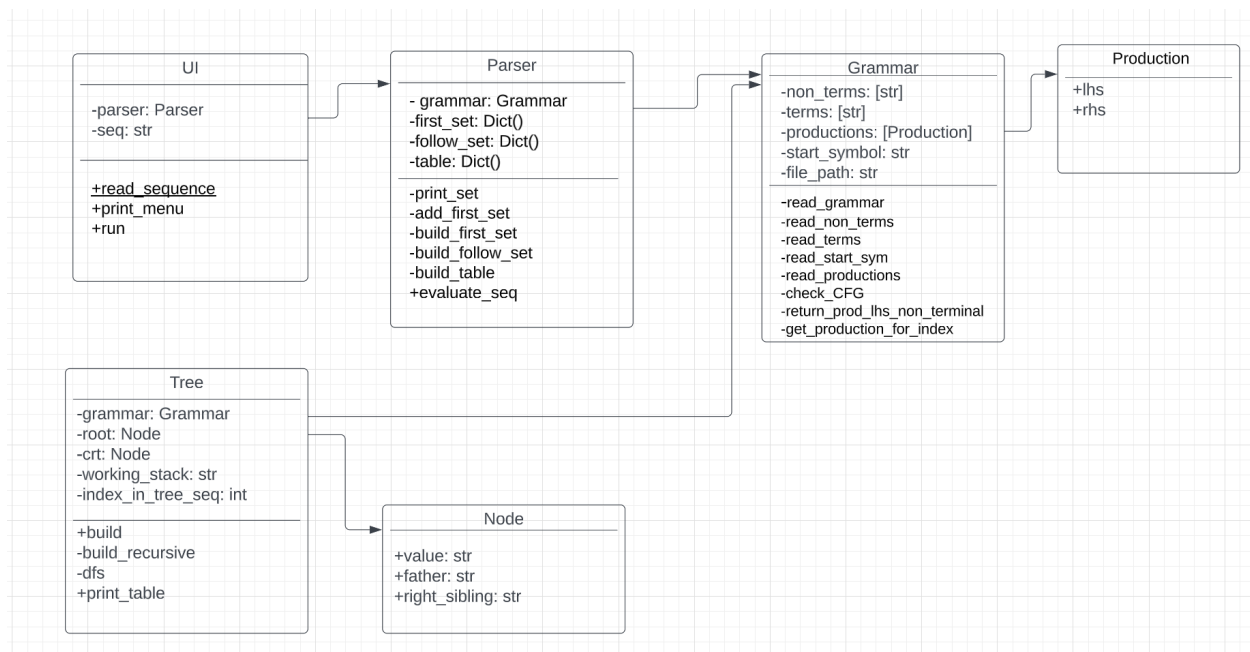 UI
-parser: Parser
-seq: str
+read_sequence
+print_menu
+run
Parser
- grammar: Grammar
-first_set: Dict()
-follow_set: Dict()
-table: Dict()
-print_set
-add_first_set
-build_first_set
-build_follow_set
-build_table
+evaluate_seq
Grammar
-non_terms: [str]
-terms: [str]
-productions: [Production]
-start_symbol: str
-file_path: str
-read_grammar
-read_non_terms
-read_terms
-read_start_sym
-read_productions
-check_CFG
-return_prod_lhs_non_terminal
-get_production_for_index
Production
+lhs
+rhs
Tree
-grammar: Grammar
-root: Node
-crt: Node
-working_stack: str
-index_in_tree_seq: int
+build
-build_recursive
-dfs
+print_table
Node
+value: str
+father: str
+right_sibling: str